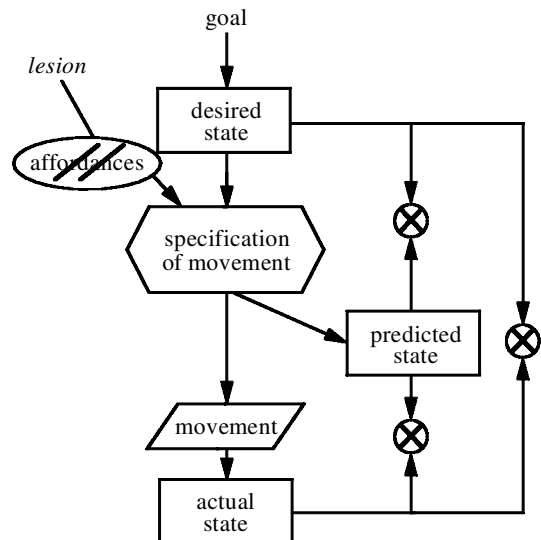 goal
lesion
desired
state
affordances
specification
of movement
predicted
state
movement
actual
state